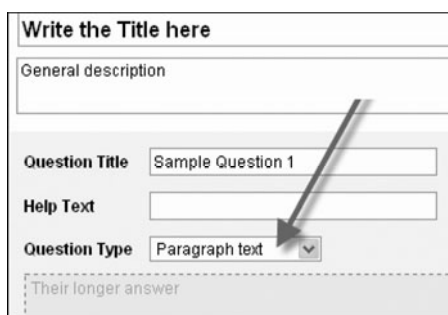 Write the Title here
General description
Question Title Sample Question 1
Help Text
Question Type Paragraph text
Their longer answer